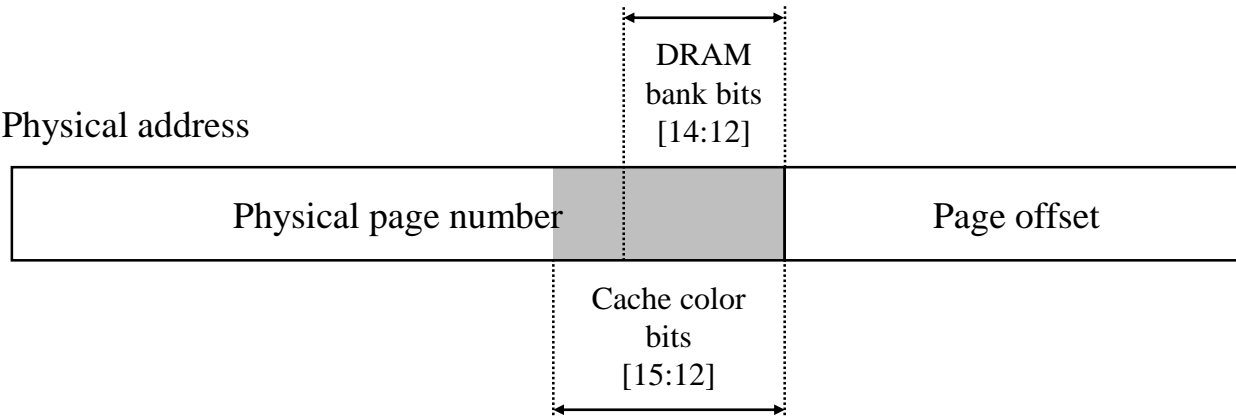 DRAM
bank bits
[14:12]
Physical address
Physical page number
Page offset
Cache color
bits
[15:12]